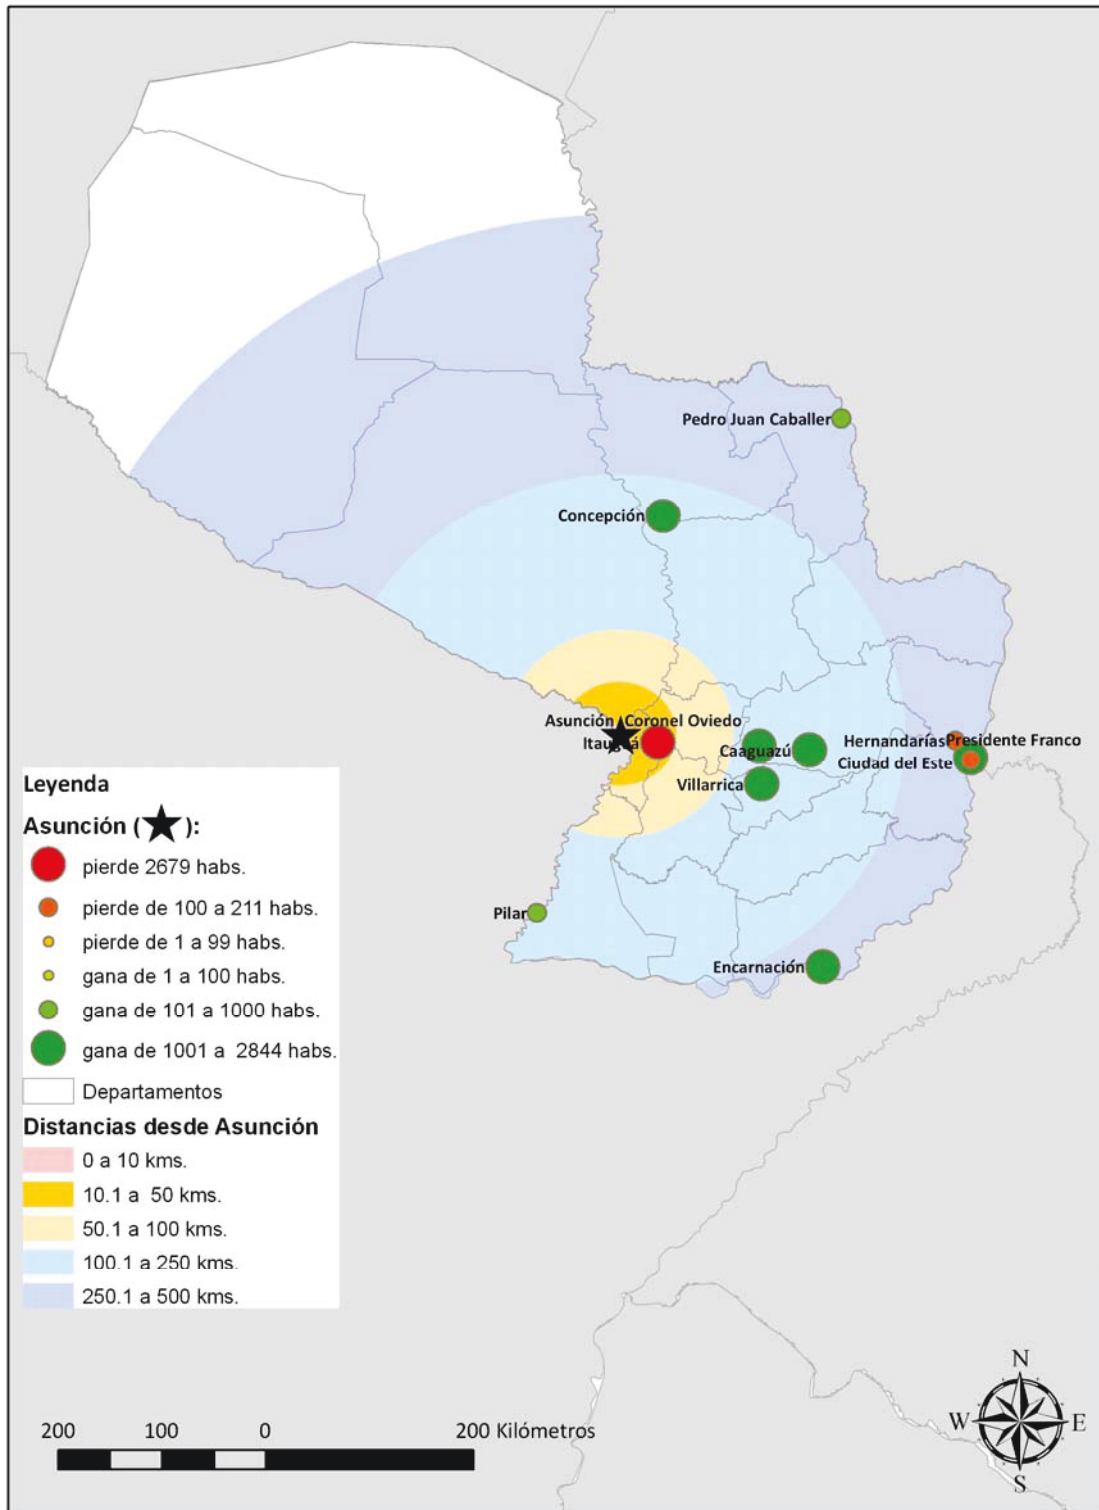 Pedro Juan Caballer
Concepción
Asunción
Coronel Oviedo
Itauguá
Caaguazú
Villarrica
Hernandarías
Presidente Franco
Ciudad del Este
Pilar
Encarnación
Leyenda
Asunción ( ★ ):
pierde 2679 habs.
pierde de 100 a 211 habs.
pierde de 1 a 99 habs.
gana de 1 a 100 habs.
gana de 101 a 1000 habs.
gana de 1001 a 2844 habs.
Departamentos
Distancias desde Asunción
0 a 10 kms.
10.1 a 50 kms.
50.1 a 100 kms.
100.1 a 250 kms.
250.1 a 500 kms.
200 100 0 200 Kilómetros
N
W E
S